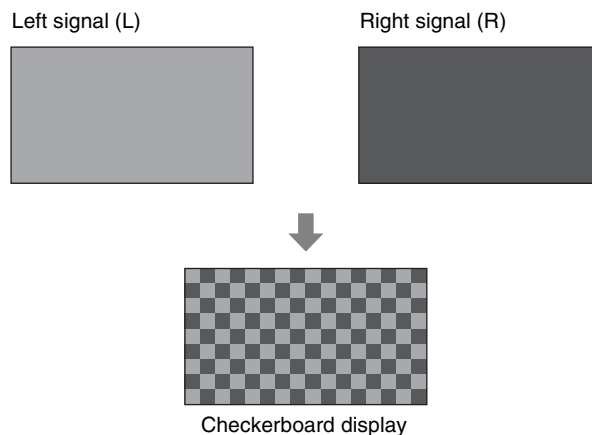 Left signal (L)
Right signal (R)
Checkerboard display